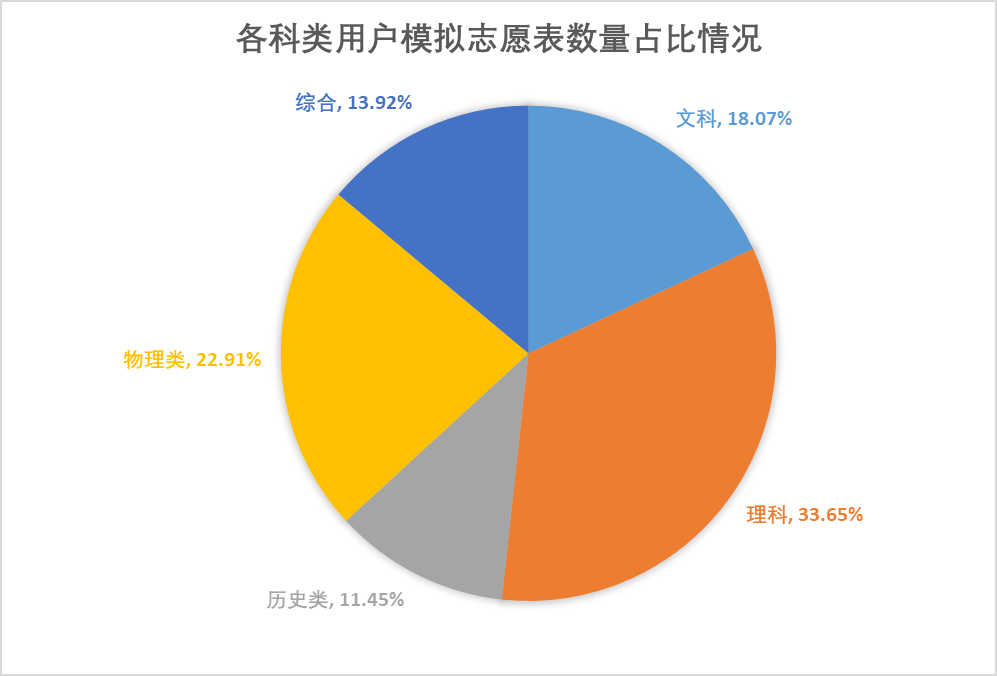 各科类用户模拟志愿表数量占比情况
综合, 13.92%
文科, 18.07%
物理类, 22.91%
理科, 33.65%
历史类, 11.45%